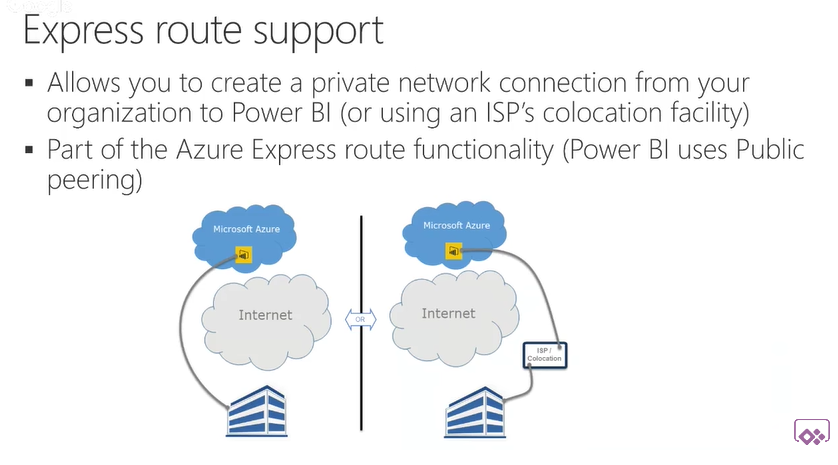 Express route support
▪ Allows you to create a private network connection from your
organization to Power BI (or using an ISP's colocation facility)
▪ Part of the Azure Express route functionality (Power BI uses Public
peering)
Microsoft Azure
Internet
OR
Microsoft Azure
Internet
ISP /
Colocation